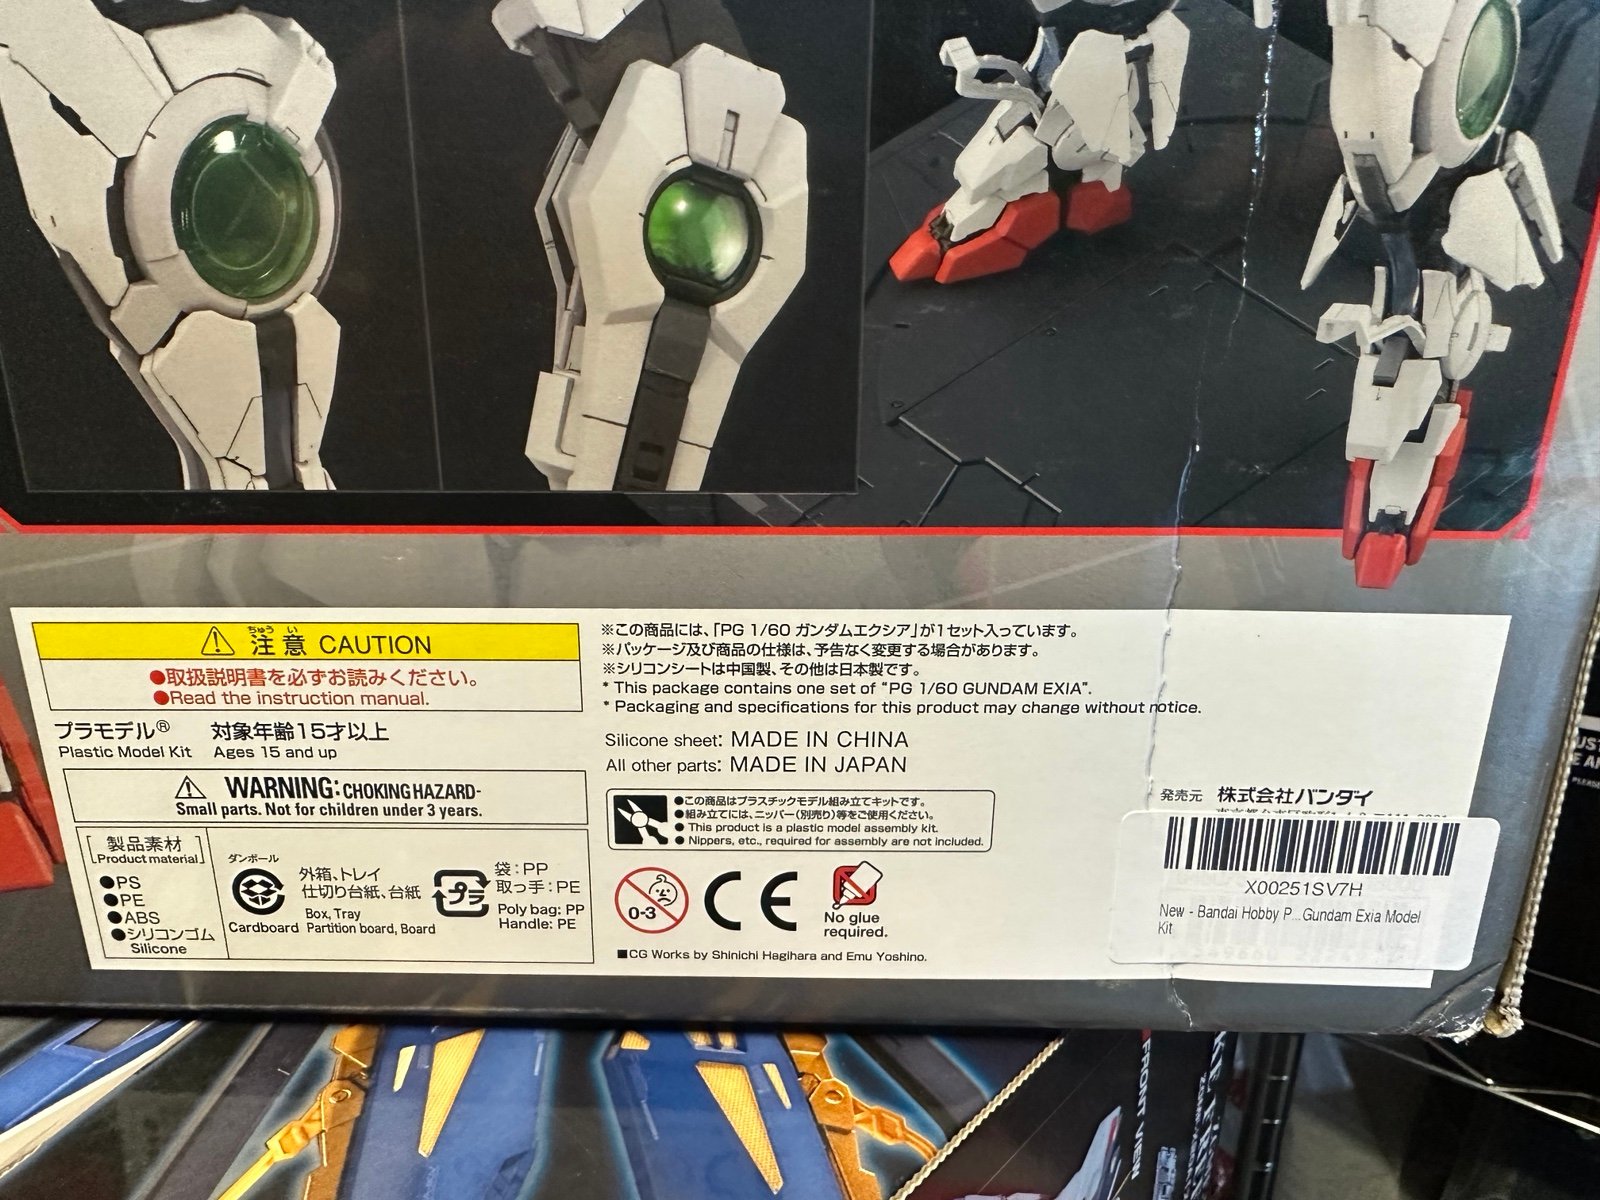 ちゅうい
注意 CAUTION
●取扱説明書を必ずお読みください。
●Read the instruction manual.
プラモデル® 対象年齢15才以上
Plastic Model Kit Ages 15 and up
WARNING: CHOKING HAZARD-
Small parts. Not for children under 3 years.
製品素材
Product material
●PS
●PE
●ABS
●シリコンゴム
Silicone
ダンボール
Cardboard
外箱、トレイ
仕切り台紙、台紙
Box, Tray
Partition board, Board
プラ
袋:PP
取っ手:PE
Poly bag: PP
Handle: PE
※この商品には、「PG 1/60 ガンダムエクシア」が1セット入っています。
※パッケージ及び商品の仕様は、予告なく変更する場合があります。
※シリコンシートは中国製、その他は日本製です。
* This package contains one set of “PG 1/60 GUNDAM EXIA”.
* Packaging and specifications for this product may change without notice.
Silicone sheet: MADE IN CHINA
All other parts: MADE IN JAPAN
●この商品はプラスチックモデル組み立てキットです。
●組み立てには、ニッパー(別売り)等をご使用ください。
● This product is a plastic model assembly kit.
● Nippers, etc., required for assembly are not included.
0-3
CE
No glue
required.
■CG Works by Shinichi Hagihara and Emu Yoshino.
発売元 株式会社バンダイ
X00251SV7H
New - Bandai Hobby P...Gundam Exia Model
Kit
FRONT VIEW